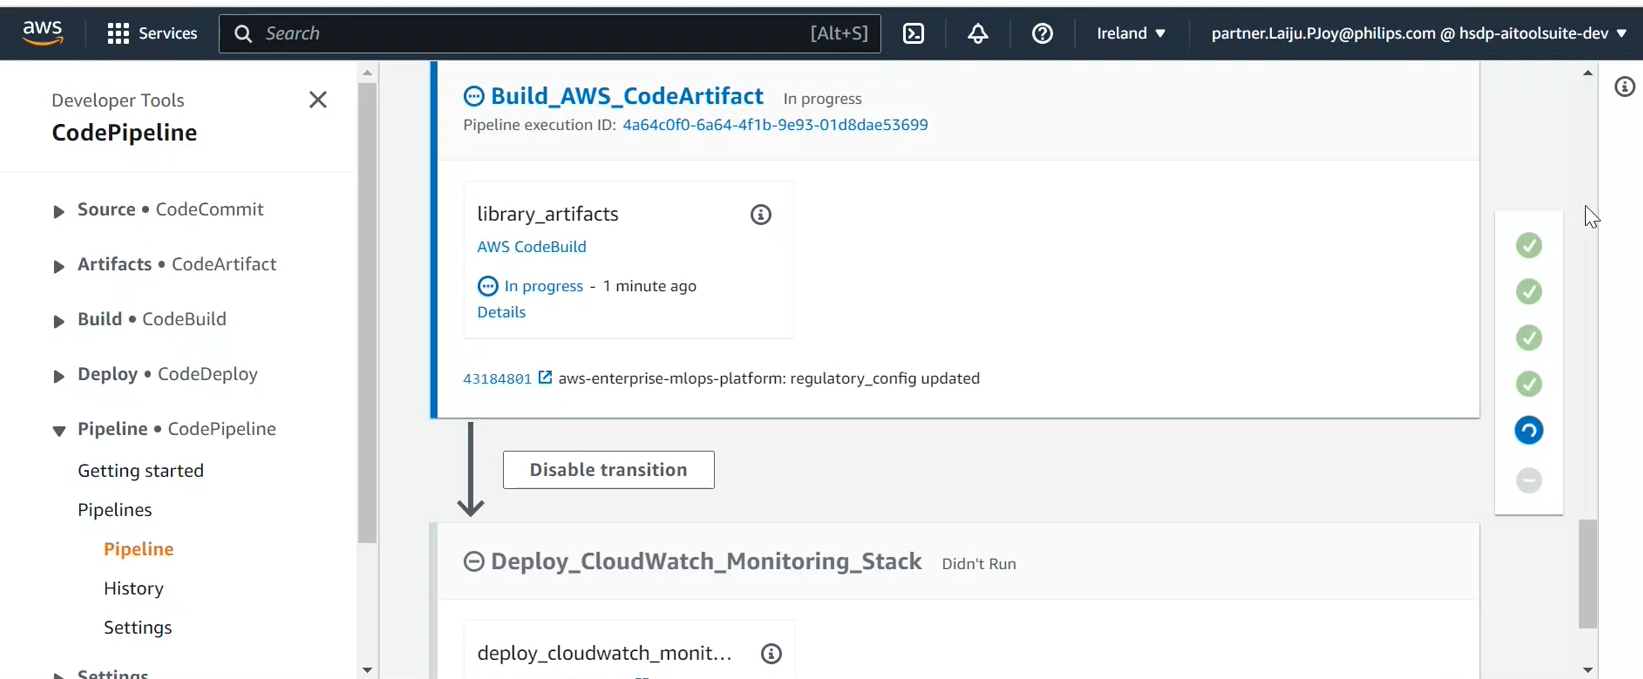 aws
Services
Search
[Alt+S]
Ireland ▼
partner.Laiju.PJoy@philips.com @ hsdp-aitoolsuite-dev ▼
Developer Tools
CodePipeline
Source • CodeCommit
Artifacts • CodeArtifact
Build • CodeBuild
Deploy • CodeDeploy
Pipeline • CodePipeline
Getting started
Pipelines
Pipeline
History
Settings
Settings
Build_AWS_CodeArtifact In progress
Pipeline execution ID: 4a64c0f0-6a64-4f1b-9e93-01d8dae53699
library_artifacts
AWS CodeBuild
In progress - 1 minute ago
Details
43184801 aws-enterprise-mlops-platform: regulatory_config updated
Disable transition
Deploy_CloudWatch_Monitoring_Stack Didn't Run
deploy_cloudwatch_monit...